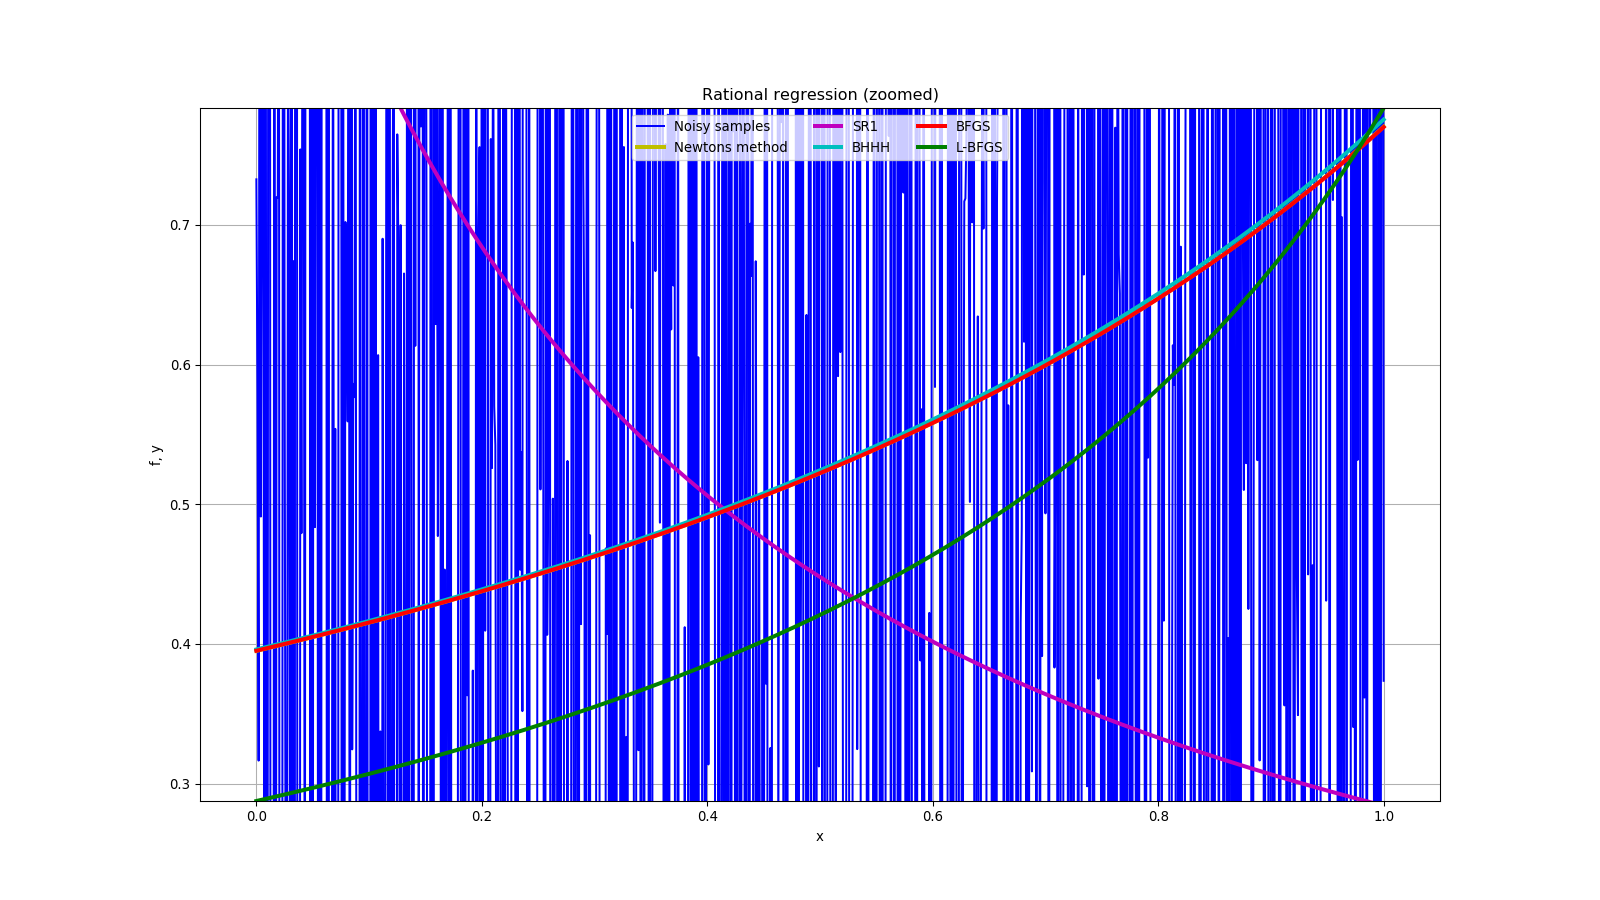 Rational regression (zoomed)
Noisy samples SR1 BFGS
Newtons method BHHH L-BFGS
0.7
0.6
f, y
0.5
0.4
0.3
0.0 0.2 0.4 0.6 0.8 1.0
x